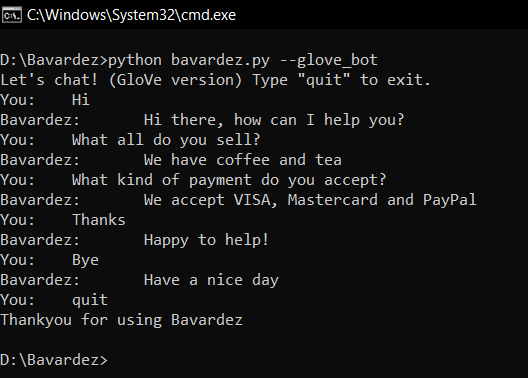 C:\Windows\System32\cmd.exe
D:\Bavardez>python bavardez.py --glove_bot
Let's chat! (GloVe version) Type "quit" to exit.
You:    Hi
Bavardez:       Hi there, how can I help you?
You:    What all do you sell?
Bavardez:       We have coffee and tea
You:    What kind of payment do you accept?
Bavardez:       We accept VISA, Mastercard and PayPal
You:    Thanks
Bavardez:       Happy to help!
You:    Bye
Bavardez:       Have a nice day
You:    quit
Thankyou for using Bavardez
D:\Bavardez>